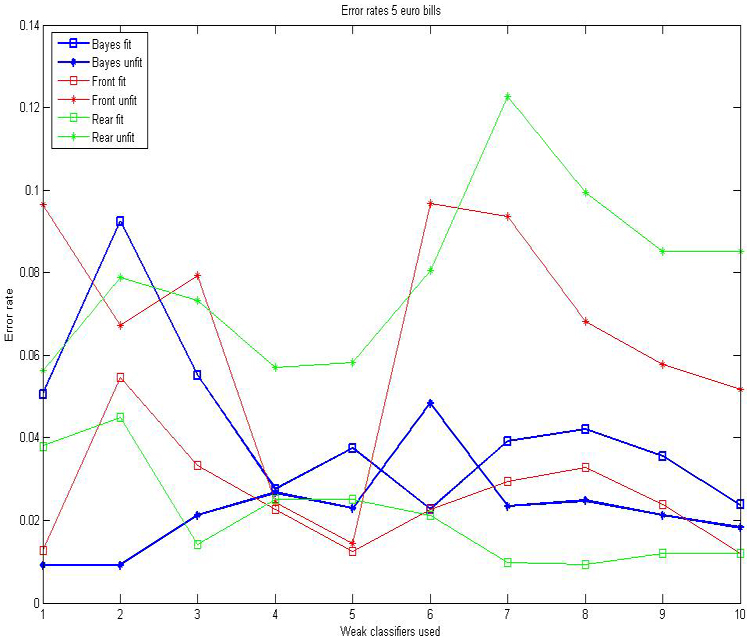 Error rates 5 euro bills
0.14
0.12
0.1
0.08
0.06
0.04
0.02
0
Error rate
Bayes fit
Bayes unfit
Front fit
Front unfit
Rear fit
Rear unfit
1 2 3 4 5 6 7 8 9 10
Weak classifiers used